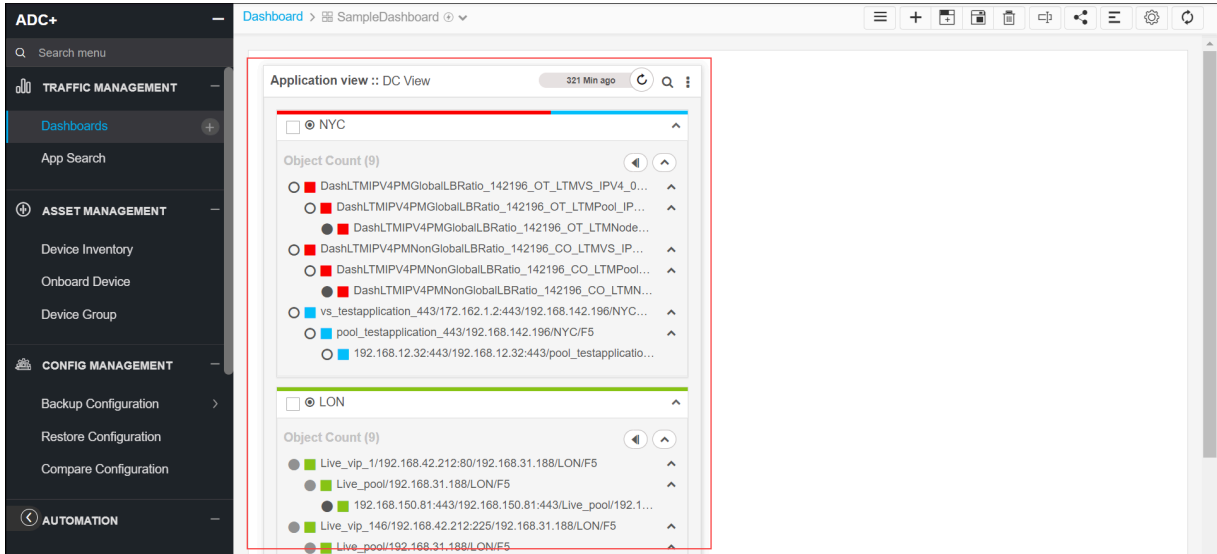 ADC+
Dashboard > SampleDashboard
Search menu
TRAFFIC MANAGEMENT
Dashboards
App Search
ASSET MANAGEMENT
Device Inventory
Onboard Device
Device Group
CONFIG MANAGEMENT
Backup Configuration
Restore Configuration
Compare Configuration
AUTOMATION
Application view :: DC View
321 Min ago
NYC
Object Count (9)
DashLTMIPV4PMGlobalLBRatio_142196_OT_LTMVS_IPV4_0...
DashLTMIPV4PMGlobalLBRatio_142196_OT_LTMPool_IP...
DashLTMIPV4PMGlobalLBRatio_142196_OT_LTMNode...
DashLTMIPV4PMNonGlobalLBRatio_142196_CO_LTMVS_IP...
DashLTMIPV4PMNonGlobalLBRatio_142196_CO_LTMPool...
DashLTMIPV4PMNonGlobalLBRatio_142196_CO_LTMN...
vs_testapplication_443/172.162.1.2:443/192.168.142.196/NYC...
pool_testapplication_443/192.168.142.196/NYC/F5
192.168.12.32:443/192.168.12.32:443/pool_testapplicatio...
LON
Object Count (9)
Live_vip_1/192.168.42.212:80/192.168.31.188/LON/F5
Live_pool/192.168.31.188/LON/F5
192.168.150.81:443/192.168.150.81:443/Live_pool/192.1...
Live_vip_146/192.168.42.212:225/192.168.31.188/LON/F5
Live_pool/192.168.31.188/LON/F5